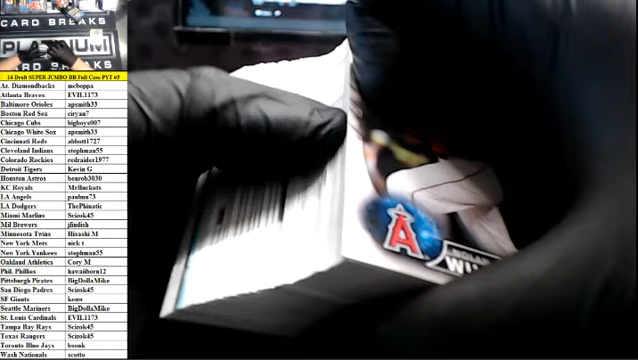 CARD BREAKS
PLATINUM
CARD BREAKS
16 Draft SUPER JUMBO BB Full Case PYT #3
Az. Diamondbacks mcboppa
Atlanta Braves EVIL1173
Baltimore Orioles apsmith33
Boston Red Sox ciryan7
Chicago Cubs bigboys007
Chicago White Sox apsmith33
Cincinnati Reds abbott1727
Cleveland Indians stephman55
Colorado Rockies redraider1977
Detroit Tigers Kevin G
Houston Astros benrob3030
KC Royals MrBuckets
LA Angels paulma73
LA Dodgers ThePhinatic
Miami Marlins Scizok45
Mil Brewers jfindish
Minnesota Twins Hisashi M
New York Mets nick t
New York Yankees stephman55
Oakland Athletics Cory M
Phil. Phillies hawaiiborn12
Pittsburgh Pirates BigDollaMike
San Diego Padres Scizok45
SF Giants
Seattle Mariners BigDollaMike
St. Louis Cardinals EVIL1173
Tampa Bay Rays Scizok45
Texas Rangers Scizok45
Toronto Blue Jays
Wash Nationals scotto
A